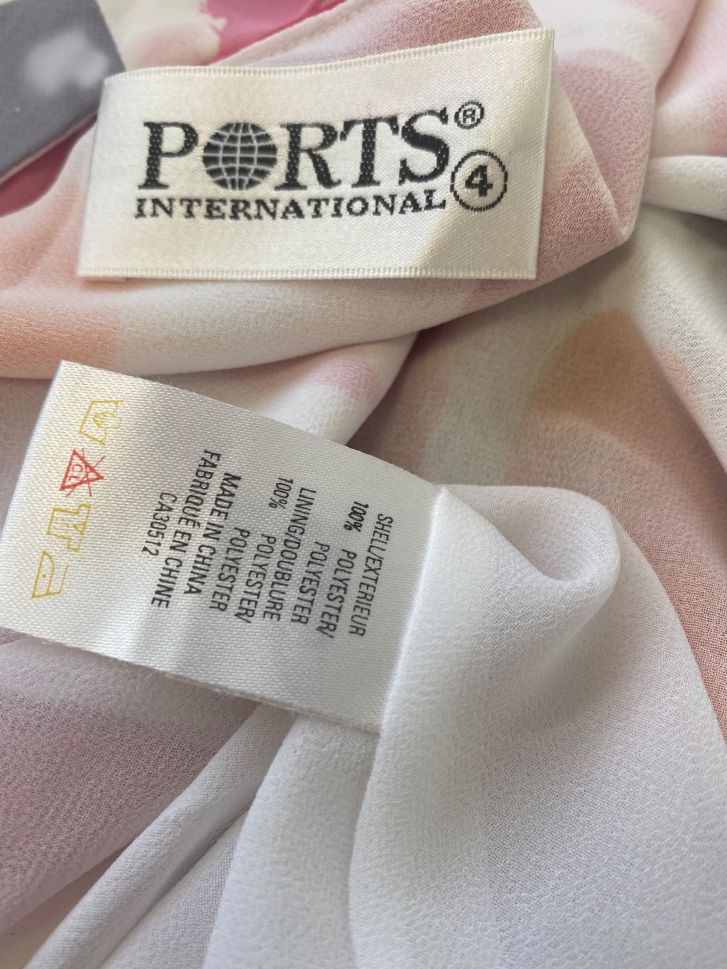 PORTS®
INTERNATIONAL 4
SHELL/EXTERIEUR
100% POLYESTER/
POLYESTER
LINING/DOUBLURE
100% POLYESTER/
POLYESTER
MADE IN CHINA
FABRIQUÉ EN CHINE
CA30512
CL